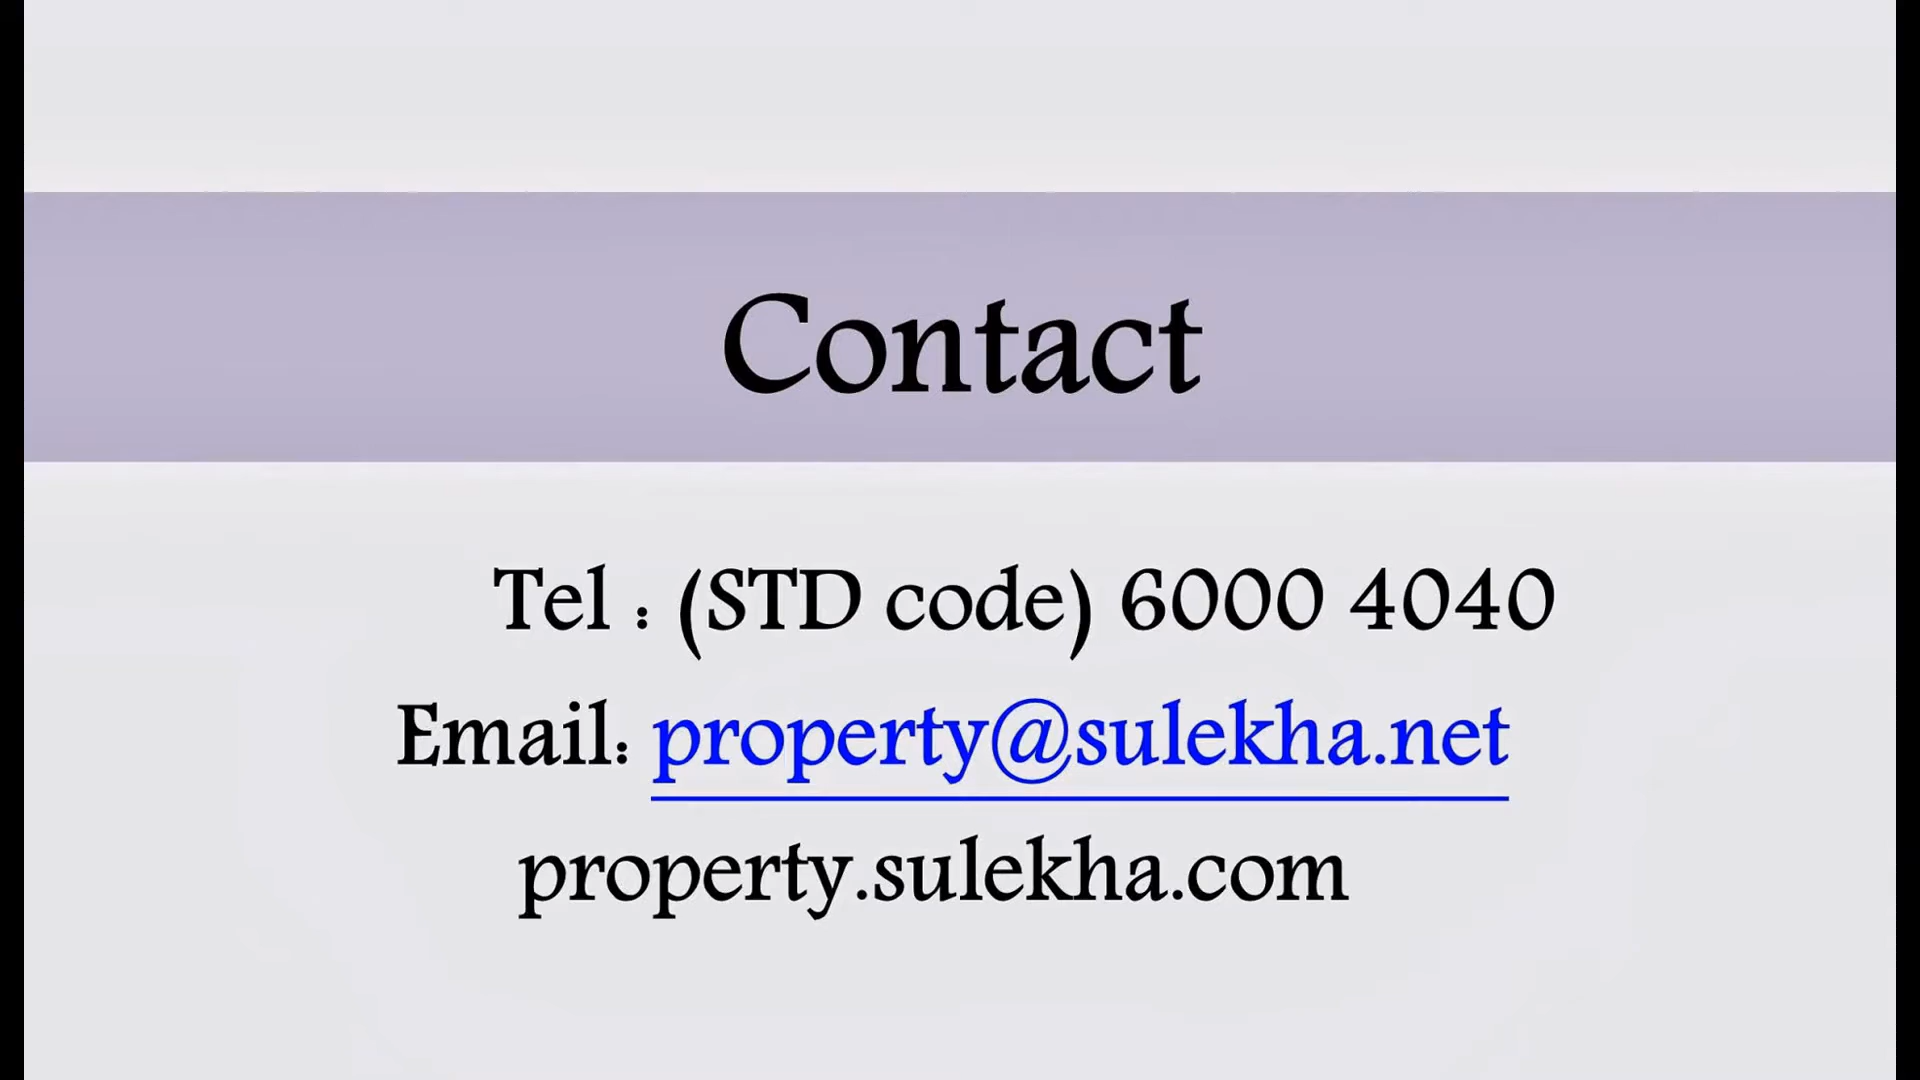 Contact
Tel : (STD code) 6000 4040
Email: property@sulekha.net
property.sulekha.com